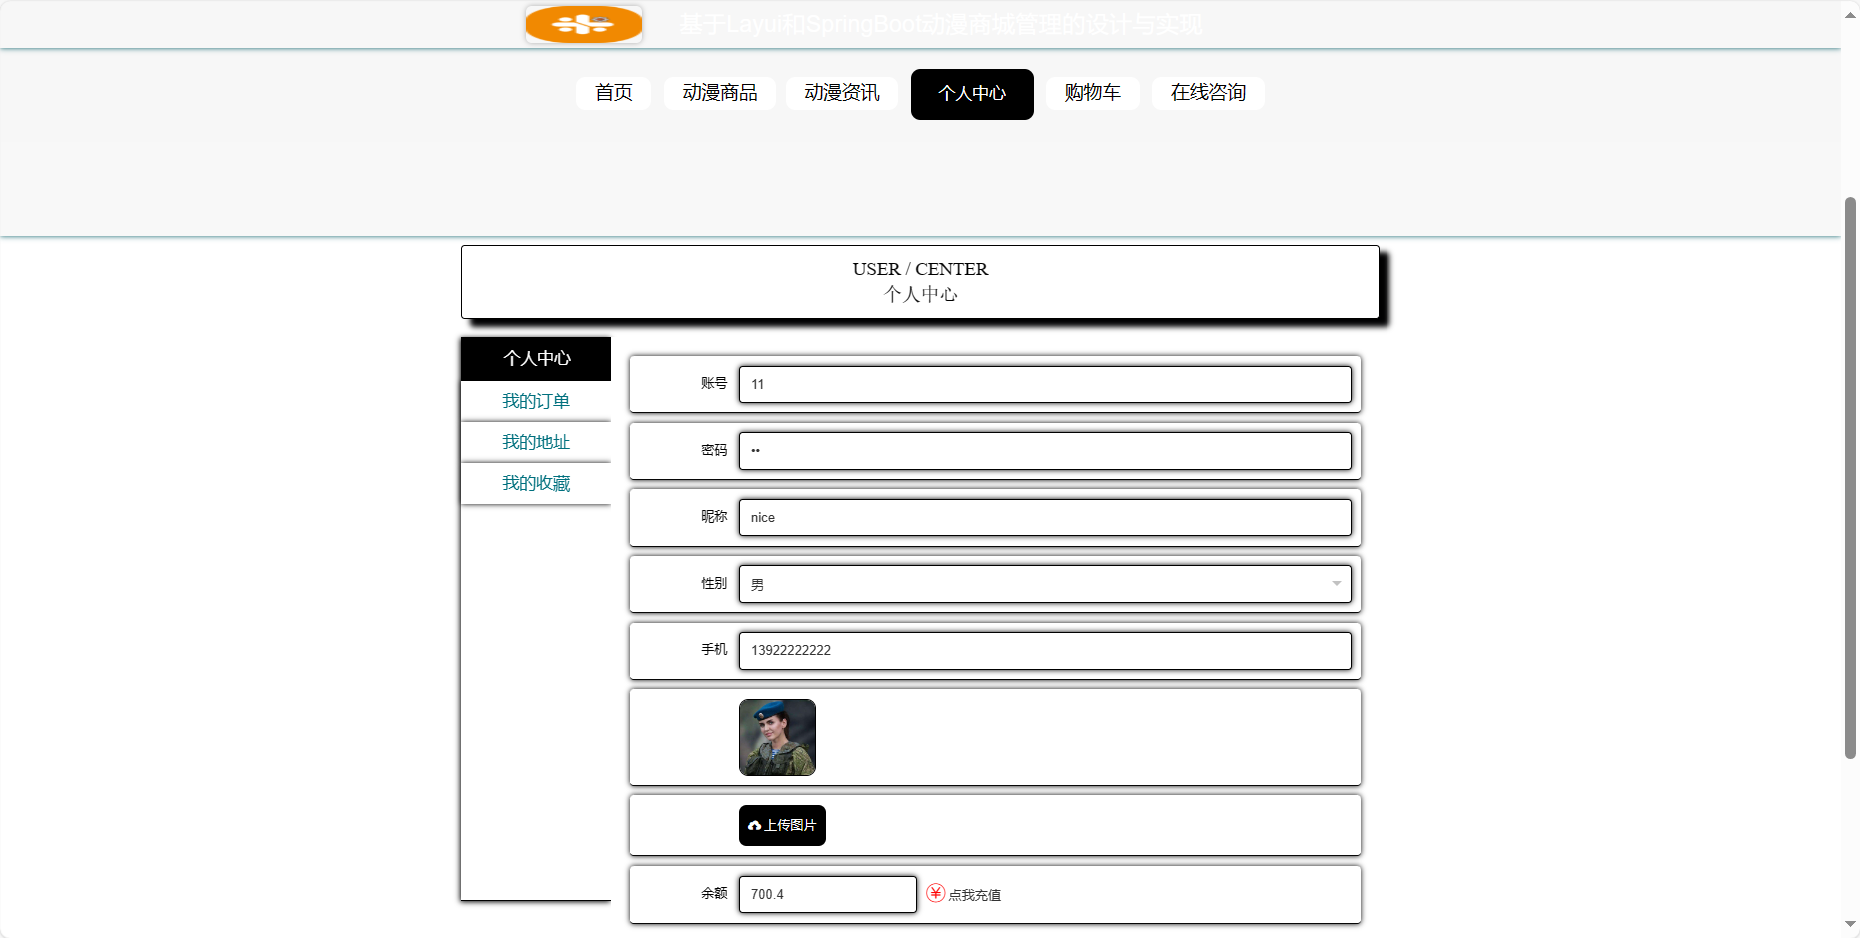 基于Layui和SpringBoot动漫商城管理的设计与实现
首页 动漫商品 动漫资讯 个人中心 购物车 在线咨询
USER / CENTER
个人中心
个人中心
我的订单
我的地址
我的收藏
账号 11
密码 ••
昵称 nice
性别 男
手机 13922222222
上传图片
余额 700.4 点我充值